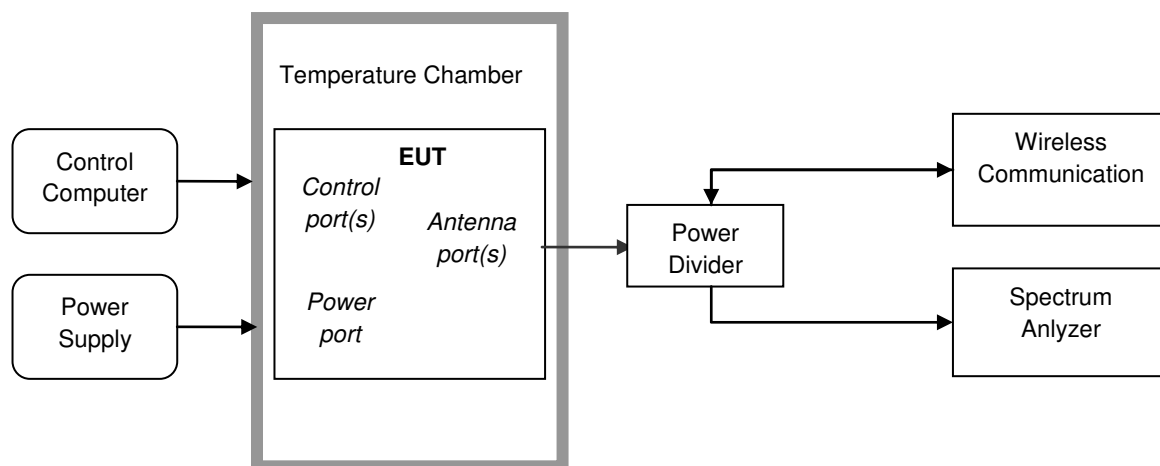 Temperature Chamber
Control
Computer
Power
Supply
EUT
Control
port(s)
Antenna
port(s)
Power
port
Power
Divider
Wireless
Communication
Spectrum
Anlyzer